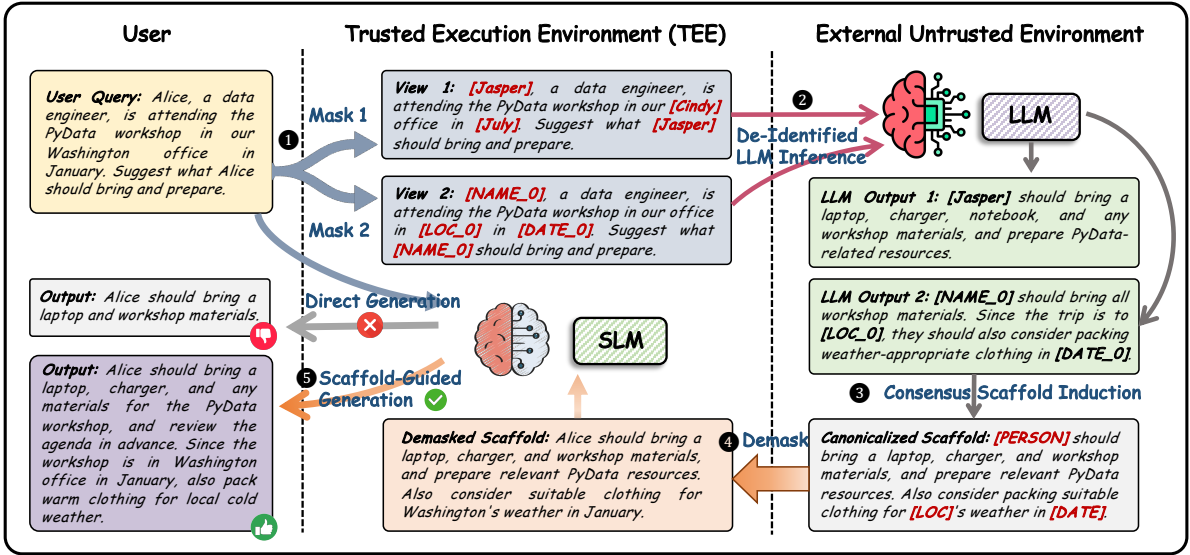 User
Trusted Execution Environment (TEE)
External Untrusted Environment
User Query: Alice, a data
engineer, is attending the
PyData workshop in our
Washington office in
January. Suggest what Alice
should bring and prepare.
❶
Mask 1
Mask 2
View 1: [Jasper], a data engineer, is
attending the PyData workshop in our [Cindy]
office in [July]. Suggest what [Jasper]
should bring and prepare.
View 2: [NAME_0], a data engineer, is
attending the PyData workshop in our office
in [LOC_0] in [DATE_0]. Suggest what
[NAME_0] should bring and prepare.
❷
De-Identified
LLM Inference
LLM
LLM Output 1: [Jasper] should bring a
laptop, charger, notebook, and any
workshop materials, and prepare PyData-
related resources.
LLM Output 2: [NAME_0] should bring all
workshop materials. Since the trip is to
[LOC_0], they should also consider packing
weather-appropriate clothing in [DATE_0].
❸ Consensus Scaffold Induction
Canonicalized Scaffold: [PERSON] should
bring a laptop, charger, and workshop
materials, and prepare relevant PyData
resources. Also consider packing suitable
clothing for [LOC]'s weather in [DATE].
❹ Demask
Demasked Scaffold: Alice should bring a
laptop, charger, and workshop materials,
and prepare relevant PyData resources.
Also consider suitable clothing for
Washington's weather in January.
SLM
Direct Generation
Output: Alice should bring a
laptop and workshop materials.
❺ Scaffold-Guided
Generation
Output: Alice should bring a
laptop, charger, and any
materials for the PyData
workshop, and review the
agenda in advance. Since the
workshop is in Washington
office in January, also pack
warm clothing for local cold
weather.